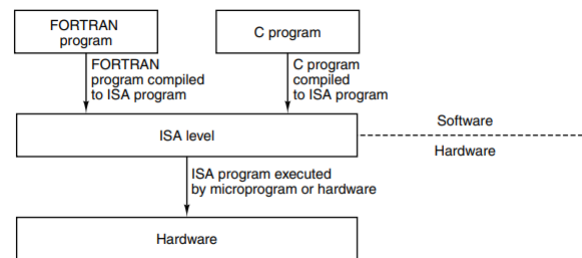 FORTRAN
program
C program
FORTRAN
program compiled
to ISA program
C program
compiled
to ISA program
ISA level
Software
Hardware
ISA program executed
by microprogram or hardware
Hardware